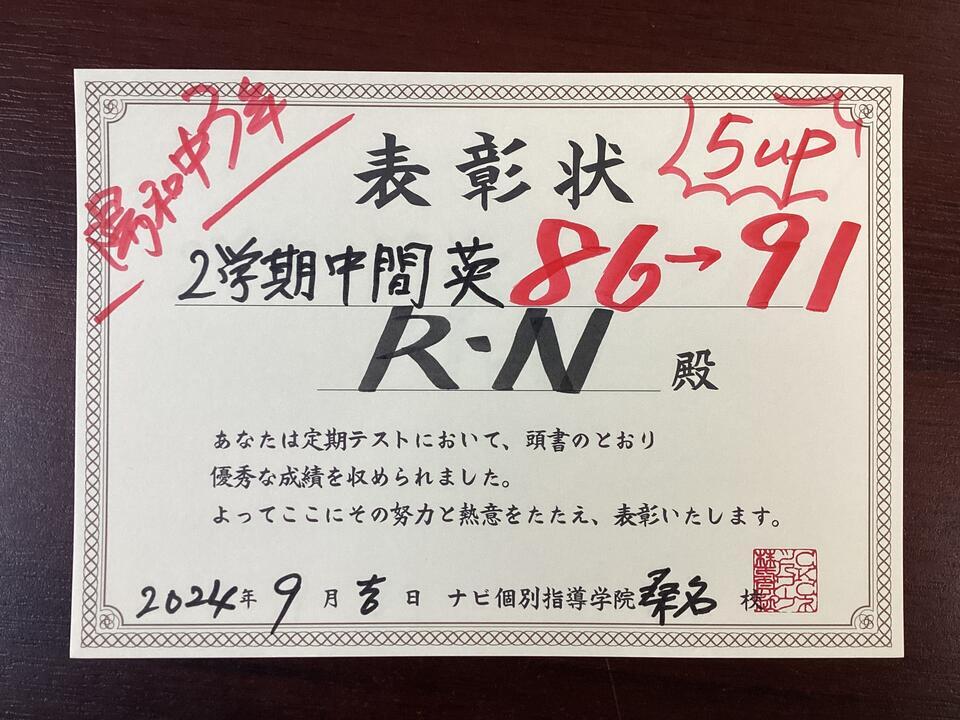 陽和中3年
5up
表彰状
2学期中間 英 86→91
R-N 殿
あなたは定期テストにおいて、頭書のとおり
優秀な成績を収められました。
よってここにその努力と熱意をたたえ、表彰いたします。
2024年 9月 吉日 ナビ個別指導学院 桑名 校